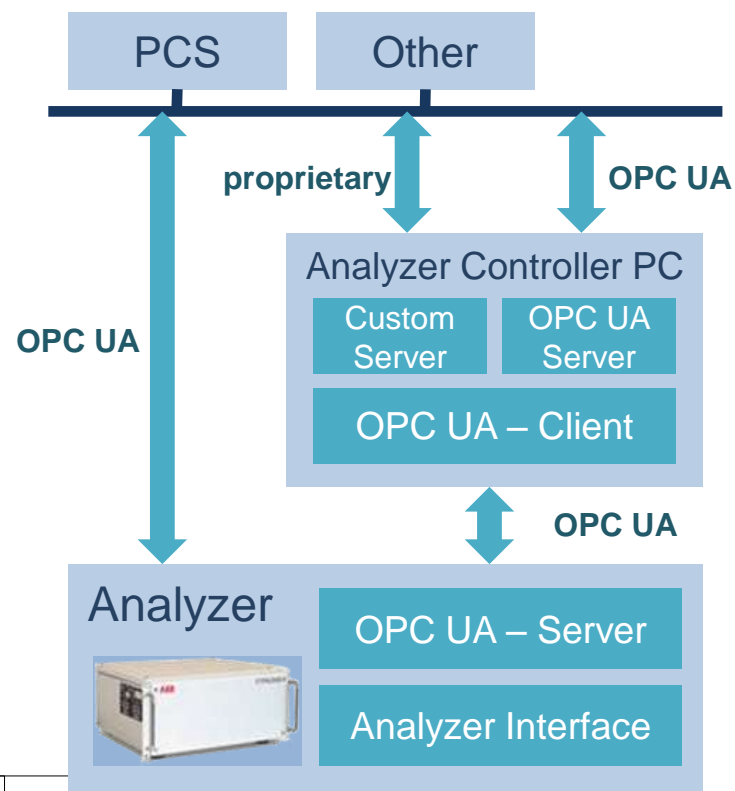 PCS
Other
proprietary
OPC UA
Analyzer Controller PC
Custom
Server
OPC UA
Server
OPC UA
OPC UA – Client
OPC UA
Analyzer
OPC UA – Server
ABB
Analyzer Interface